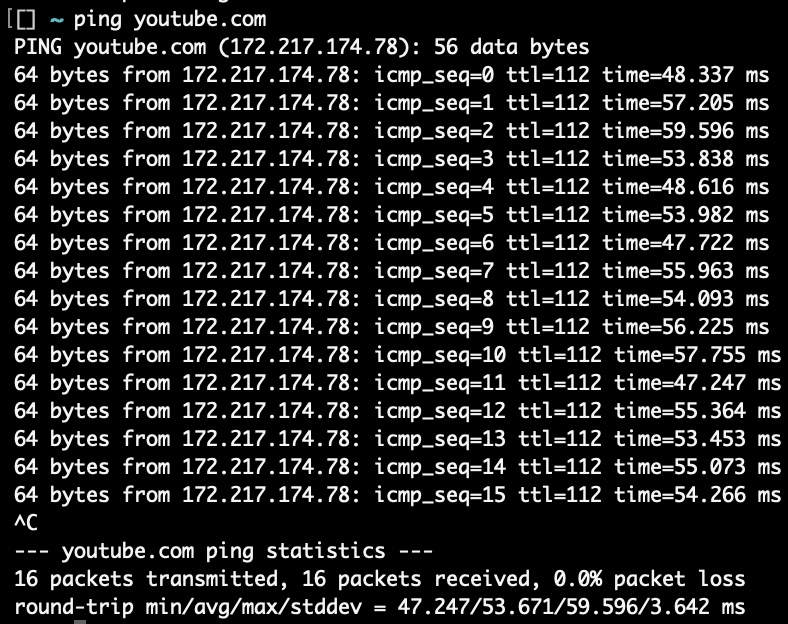 [[] ~ ping youtube.com
PING youtube.com (172.217.174.78): 56 data bytes
64 bytes from 172.217.174.78: icmp_seq=0 ttl=112 time=48.337 ms
64 bytes from 172.217.174.78: icmp_seq=1 ttl=112 time=57.205 ms
64 bytes from 172.217.174.78: icmp_seq=2 ttl=112 time=59.596 ms
64 bytes from 172.217.174.78: icmp_seq=3 ttl=112 time=53.838 ms
64 bytes from 172.217.174.78: icmp_seq=4 ttl=112 time=48.616 ms
64 bytes from 172.217.174.78: icmp_seq=5 ttl=112 time=53.982 ms
64 bytes from 172.217.174.78: icmp_seq=6 ttl=112 time=47.722 ms
64 bytes from 172.217.174.78: icmp_seq=7 ttl=112 time=55.963 ms
64 bytes from 172.217.174.78: icmp_seq=8 ttl=112 time=54.093 ms
64 bytes from 172.217.174.78: icmp_seq=9 ttl=112 time=56.225 ms
64 bytes from 172.217.174.78: icmp_seq=10 ttl=112 time=57.755 ms
64 bytes from 172.217.174.78: icmp_seq=11 ttl=112 time=47.247 ms
64 bytes from 172.217.174.78: icmp_seq=12 ttl=112 time=55.364 ms
64 bytes from 172.217.174.78: icmp_seq=13 ttl=112 time=53.453 ms
64 bytes from 172.217.174.78: icmp_seq=14 ttl=112 time=55.073 ms
64 bytes from 172.217.174.78: icmp_seq=15 ttl=112 time=54.266 ms
^C
--- youtube.com ping statistics ---
16 packets transmitted, 16 packets received, 0.0% packet loss
round-trip min/avg/max/stddev = 47.247/53.671/59.596/3.642 ms